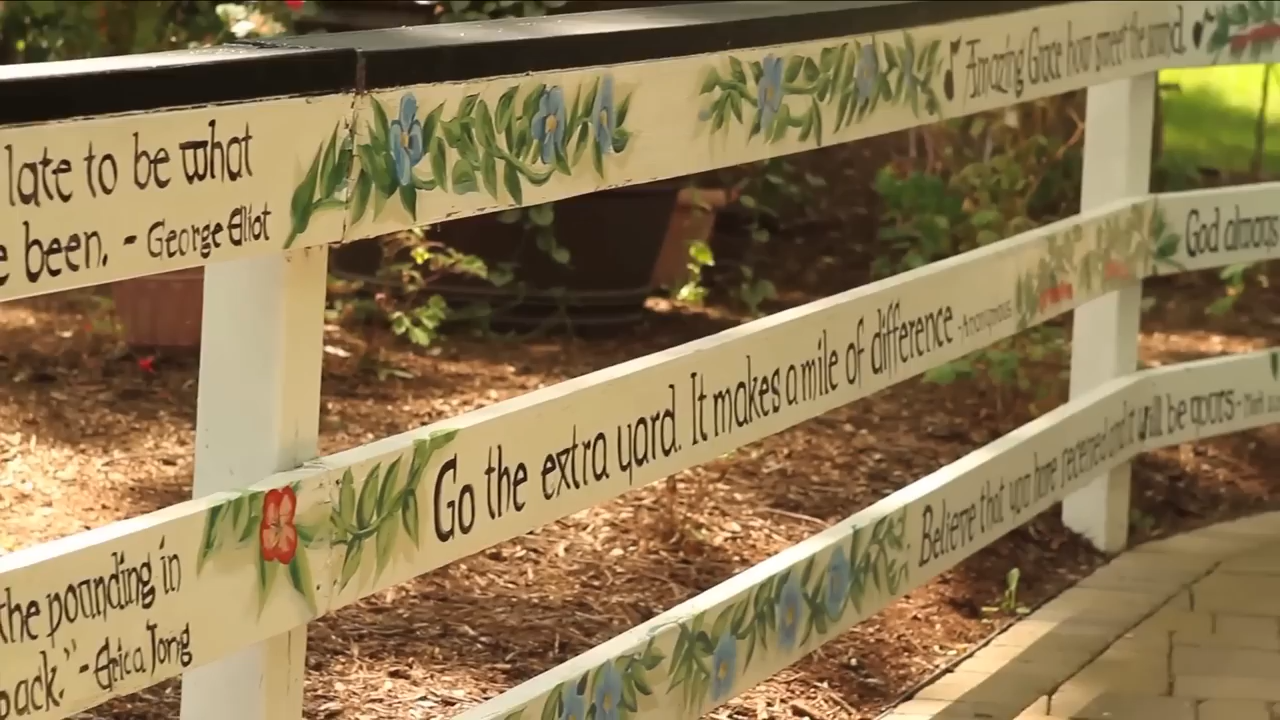 late to be what
been. - George Eliot
Amazing Grace how sweet the sound.
the pounding in
back." - Erica Jong
Go the extra yard. It makes a mile of difference - Anonymous
God always
Believe that you have received and it will be yours -